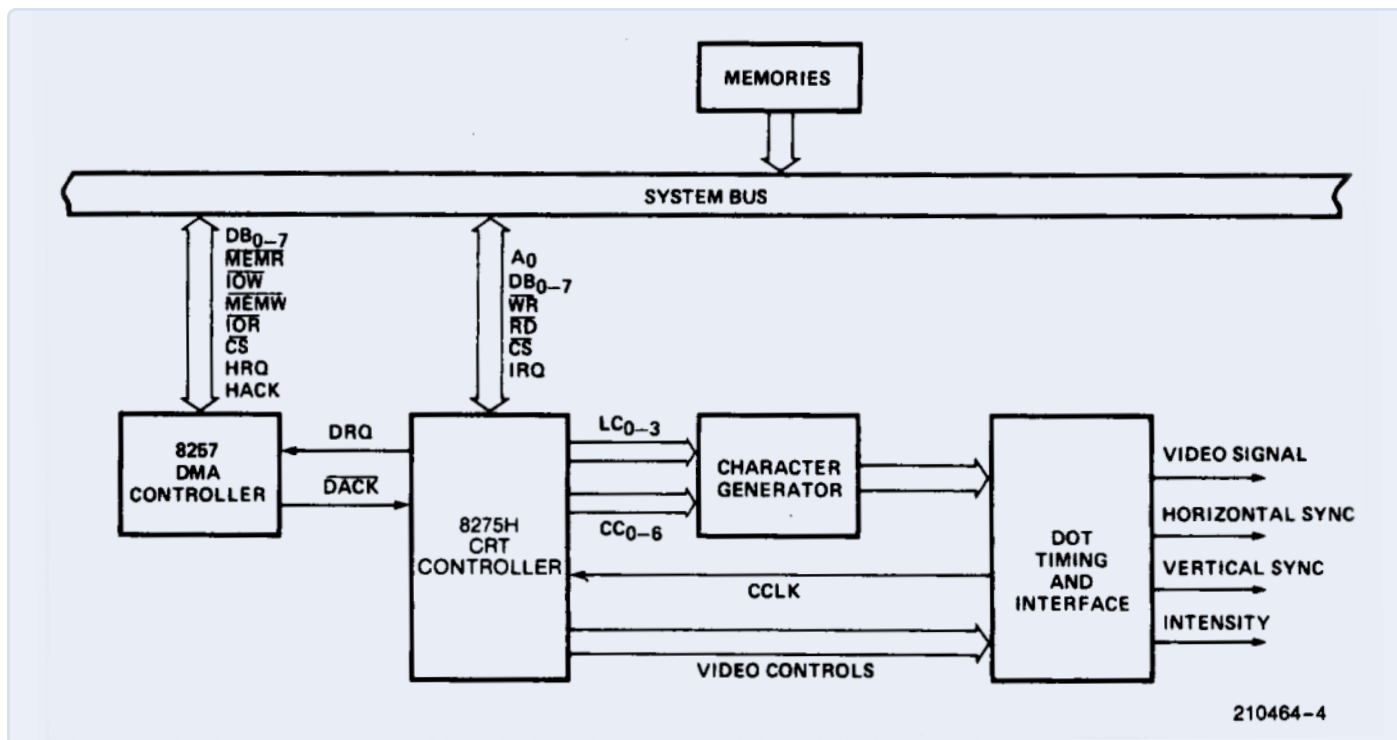 MEMORIES
SYSTEM BUS
DB0–7
MEMR
IOW
MEMW
IOR
CS
HRQ
HACK
A0
DB0–7
WR
RD
CS
IRQ
8257
DMA
CONTROLLER
DRQ
DACK
8275H
CRT
CONTROLLER
LC0–3
CC0–6
CHARACTER
GENERATOR
CCLK
VIDEO CONTROLS
DOT
TIMING
AND
INTERFACE
VIDEO SIGNAL
HORIZONTAL SYNC
VERTICAL SYNC
INTENSITY
210464–4